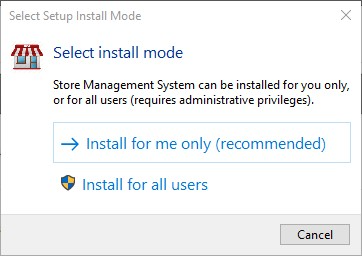 Select Setup Install Mode
Select install mode
Store Management System can be installed for you only,
or for all users (requires administrative privileges).
Install for me only (recommended)
Install for all users
Cancel